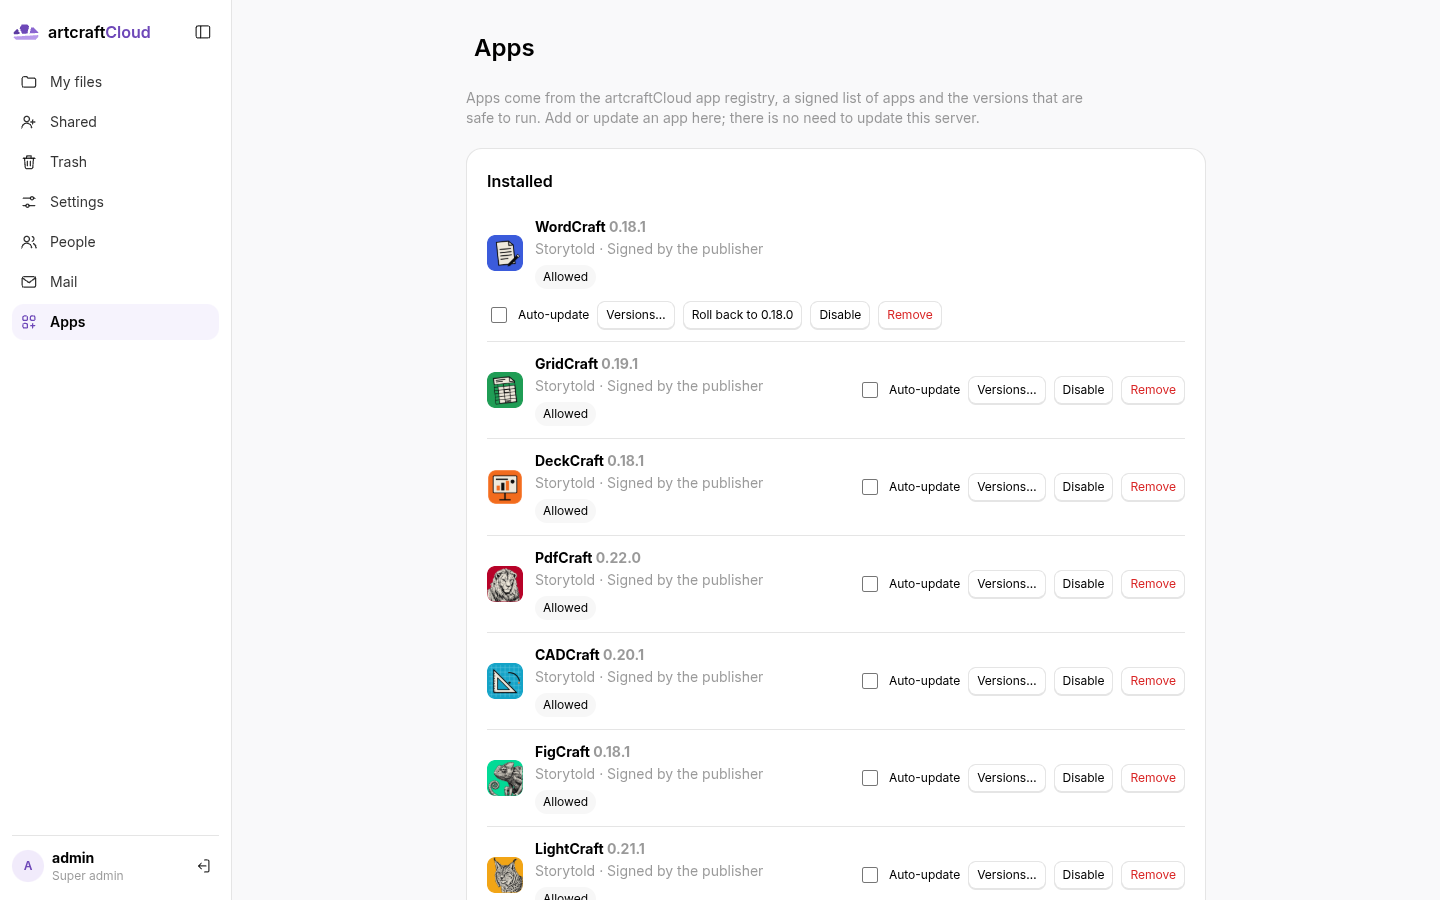 artcraftCloud
My files
Shared
Trash
Settings
People
Mail
Apps
admin
Super admin
A
Apps
Apps come from the artcraftCloud app registry, a signed list of apps and the versions that are
safe to run. Add or update an app here; there is no need to update this server.
Installed
WordCraft 0.18.1
Storytold · Signed by the publisher
Allowed
Auto-update Versions... Roll back to 0.18.0 Disable Remove
GridCraft 0.19.1
Storytold · Signed by the publisher
Allowed
Auto-update Versions... Disable Remove
DeckCraft 0.18.1
Storytold · Signed by the publisher
Allowed
Auto-update Versions... Disable Remove
PdfCraft 0.22.0
Storytold · Signed by the publisher
Allowed
Auto-update Versions... Disable Remove
CADCraft 0.20.1
Storytold · Signed by the publisher
Allowed
Auto-update Versions... Disable Remove
FigCraft 0.18.1
Storytold · Signed by the publisher
Allowed
Auto-update Versions... Disable Remove
LightCraft 0.21.1
Storytold · Signed by the publisher
Allowed
Auto-update Versions... Disable Remove